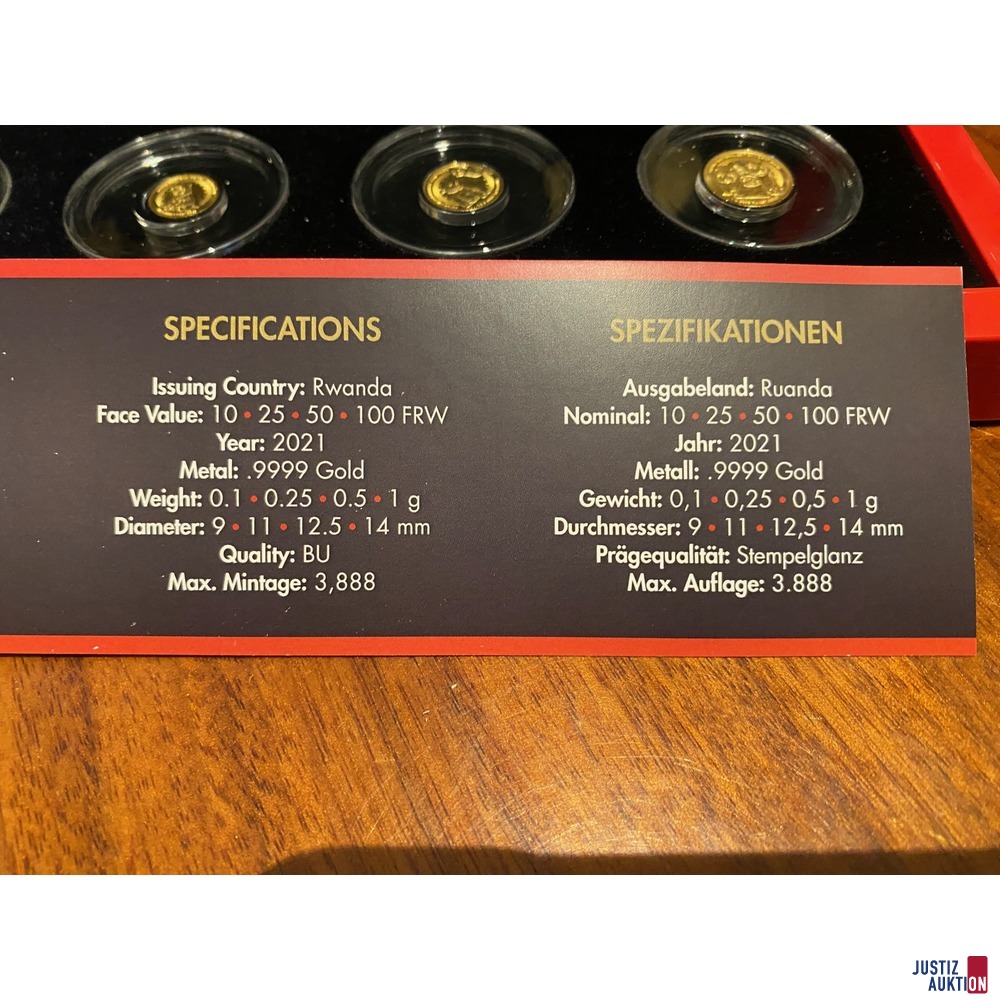 SPECIFICATIONS
Issuing Country: Rwanda
Face Value: 10 • 25 • 50 • 100 FRW
Year: 2021
Metal: .9999 Gold
Weight: 0.1 • 0.25 • 0.5 • 1 g
Diameter: 9 • 11 • 12.5 • 14 mm
Quality: BU
Max. Mintage: 3,888
SPEZIFIKATIONEN
Ausgabeland: Ruanda
Nominal: 10 • 25 • 50 • 100 FRW
Jahr: 2021
Metall: .9999 Gold
Gewicht: 0,1 • 0,25 • 0,5 • 1 g
Durchmesser: 9 • 11 • 12,5 • 14 mm
Prägequalität: Stempelglanz
Max. Auflage: 3.888
JUSTIZ
AUKTION